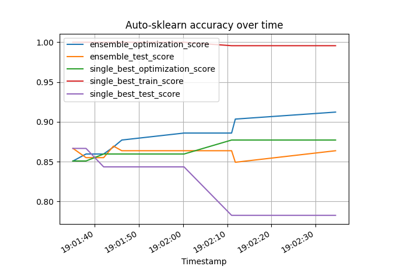 Auto-sklearn accuracy over time
1.00
0.95
0.90
0.85
0.80
ensemble_optimization_score
ensemble_test_score
single_best_optimization_score
single_best_train_score
single_best_test_score
19:01:40
19:01:50
19:02:00
19:02:10
19:02:20
19:02:30
Timestamp